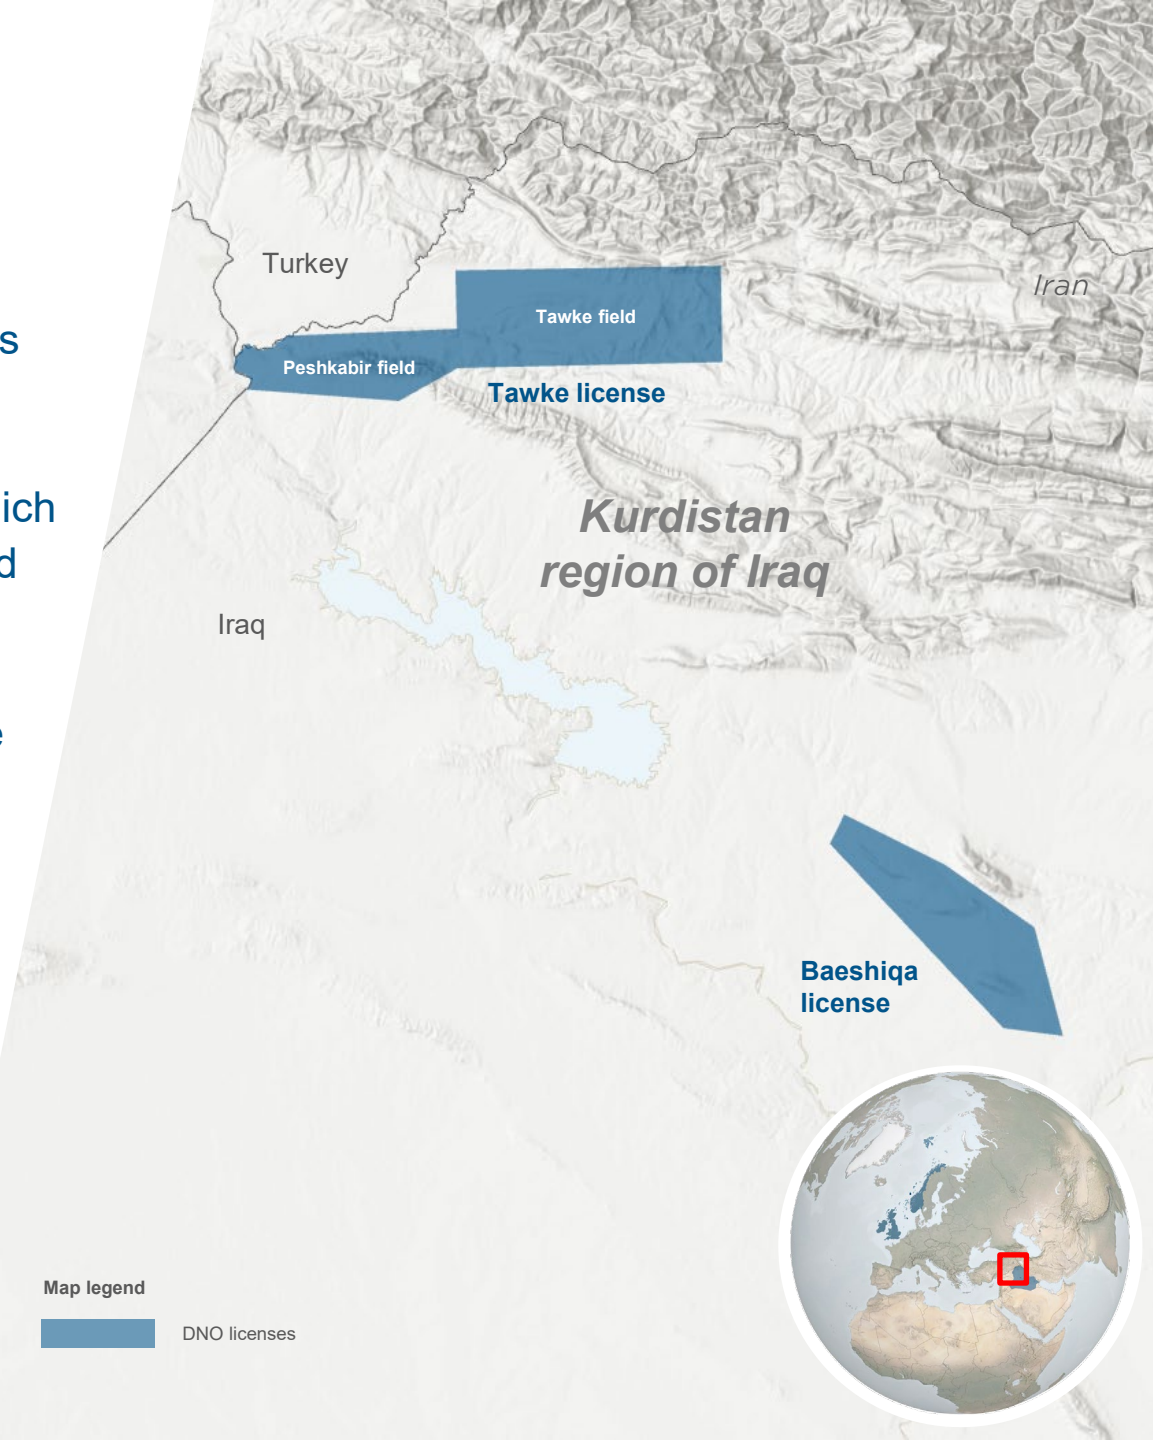 s
ich
d
e
Turkey
Iran
Tawke field
Peshkabir field
Tawke license
Kurdistan
region of Iraq
Iraq
Baeshiqa
license
Map legend
DNO licenses